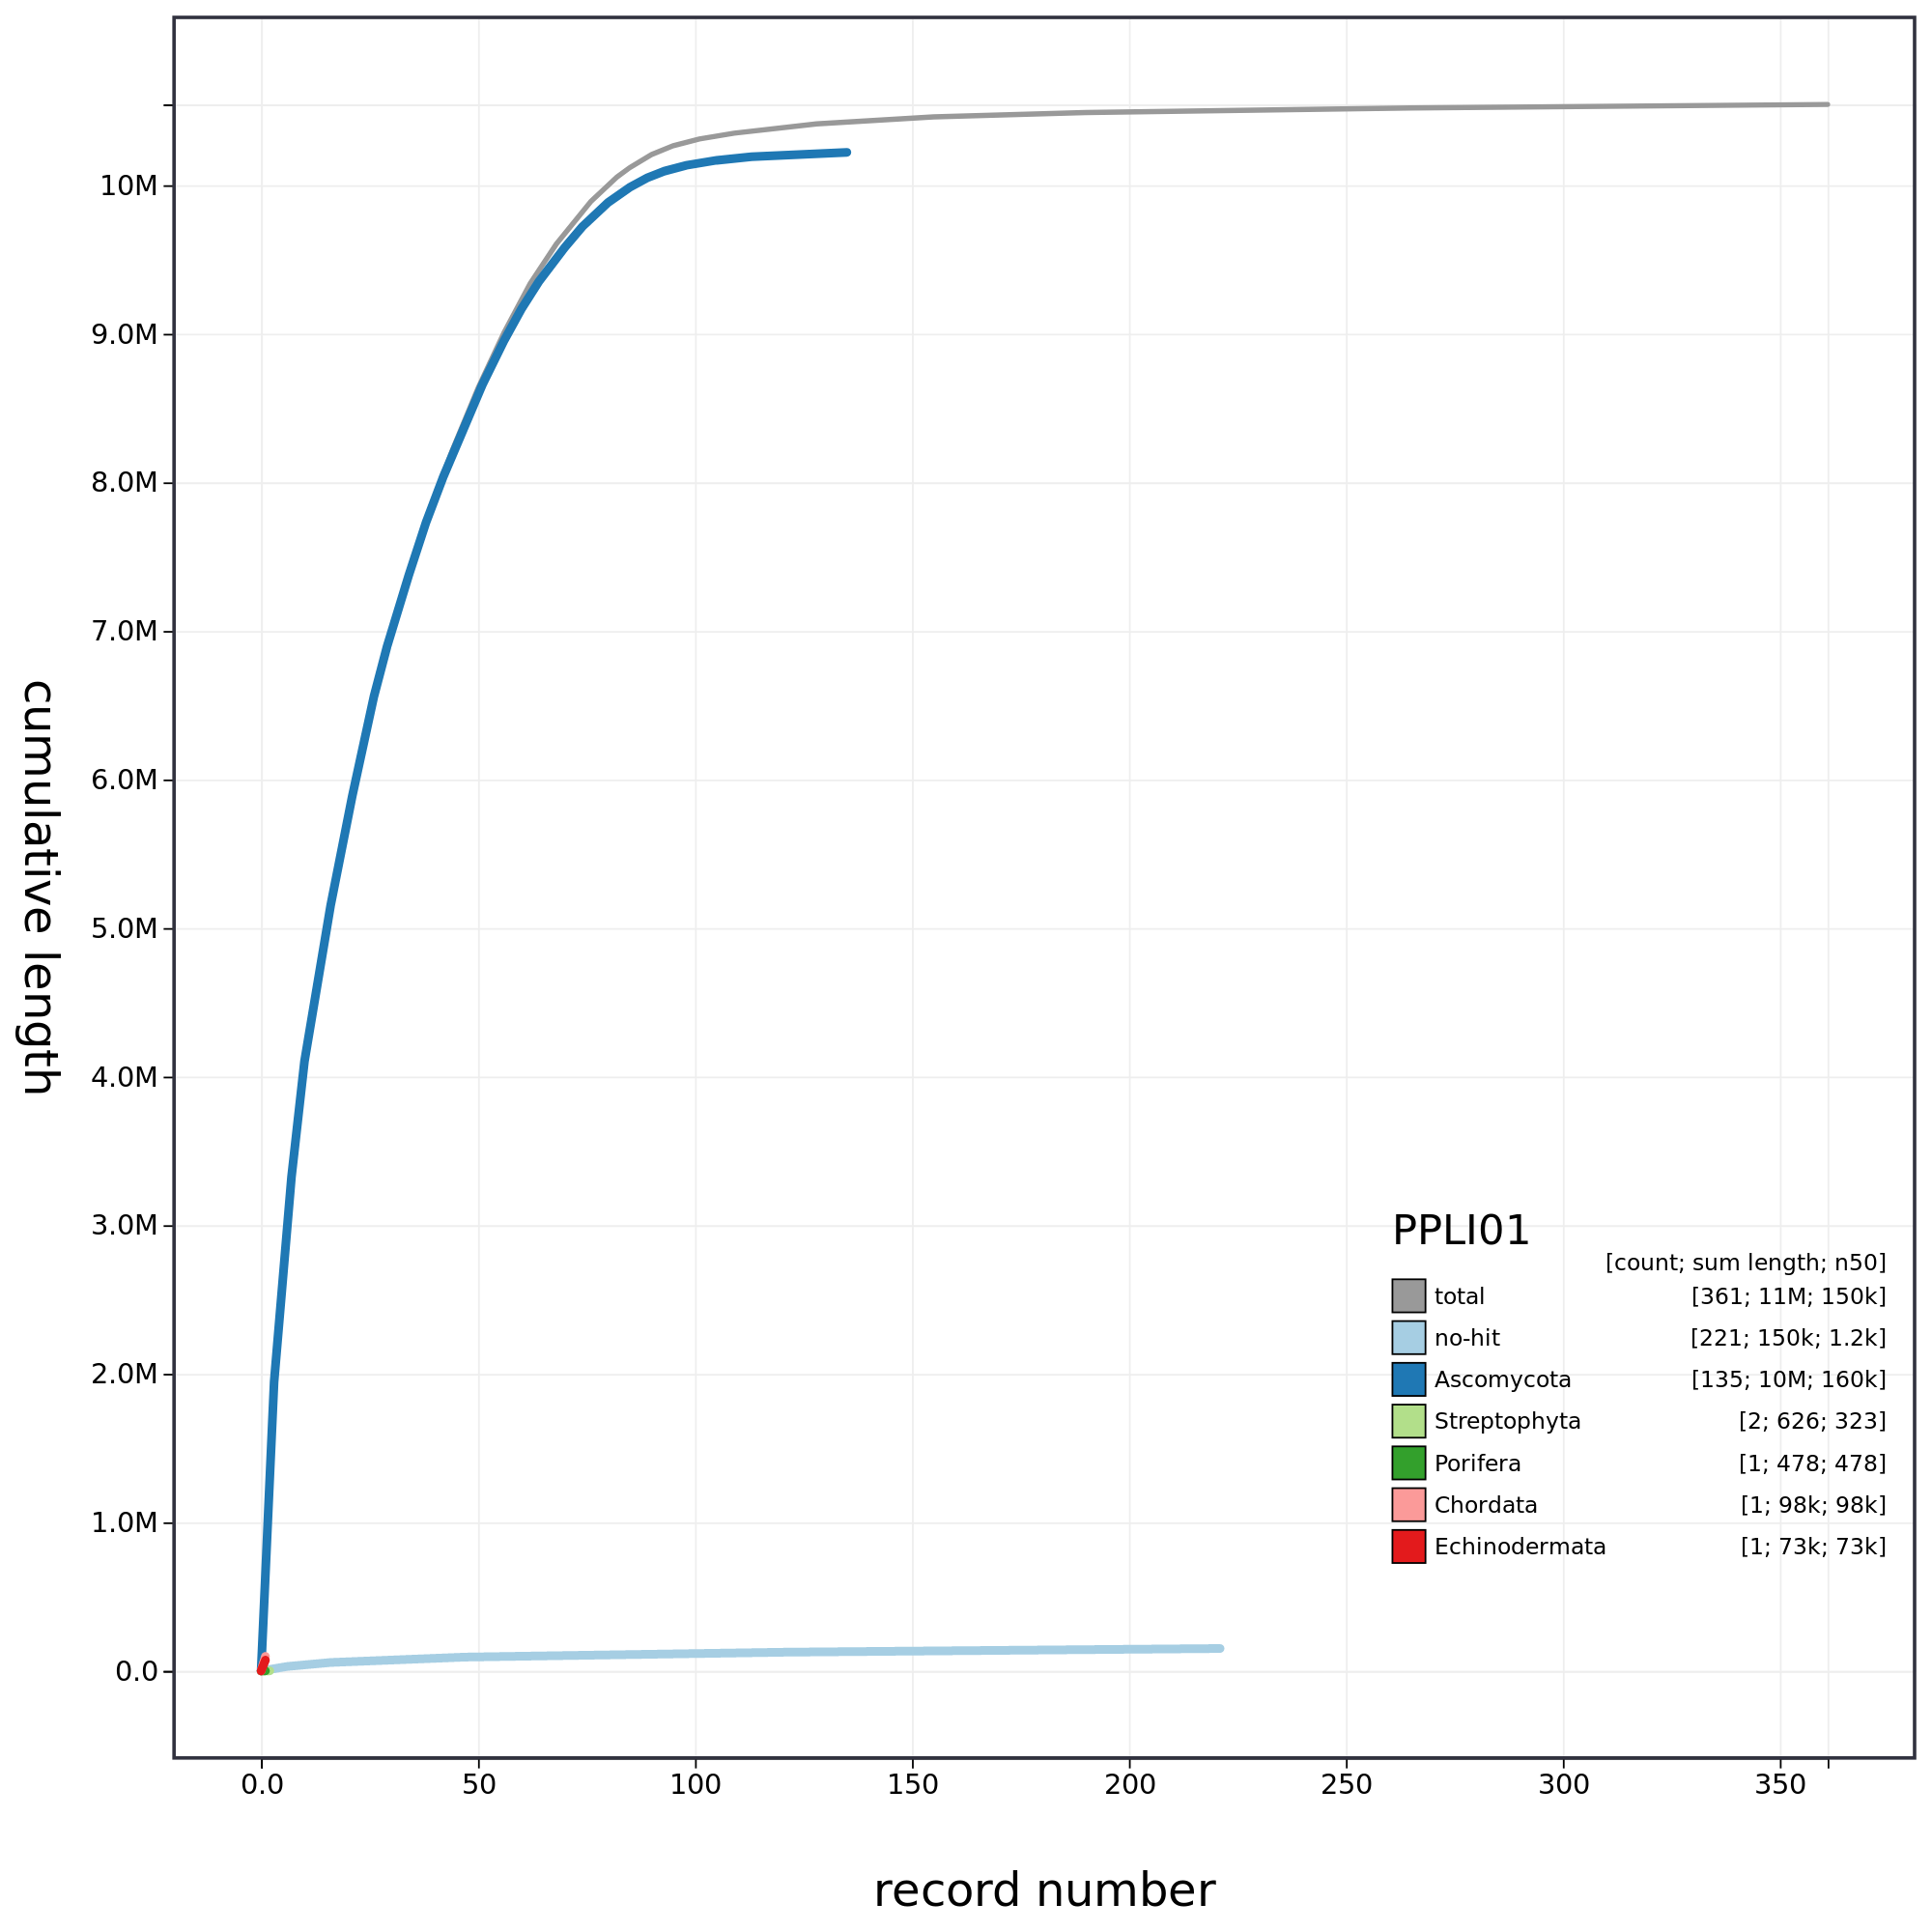 10M
9.0M
8.0M
7.0M
6.0M
5.0M
4.0M
3.0M
2.0M
1.0M
0.0
cumulative length
PPLI01
[count; sum length; n50]
total [361; 11M; 150k]
no-hit [221; 150k; 1.2k]
Ascomycota [135; 10M; 160k]
Streptophyta [2; 626; 323]
Porifera [1; 478; 478]
Chordata [1; 98k; 98k]
Echinodermata [1; 73k; 73k]
0.0 50 100 150 200 250 300 350
record number